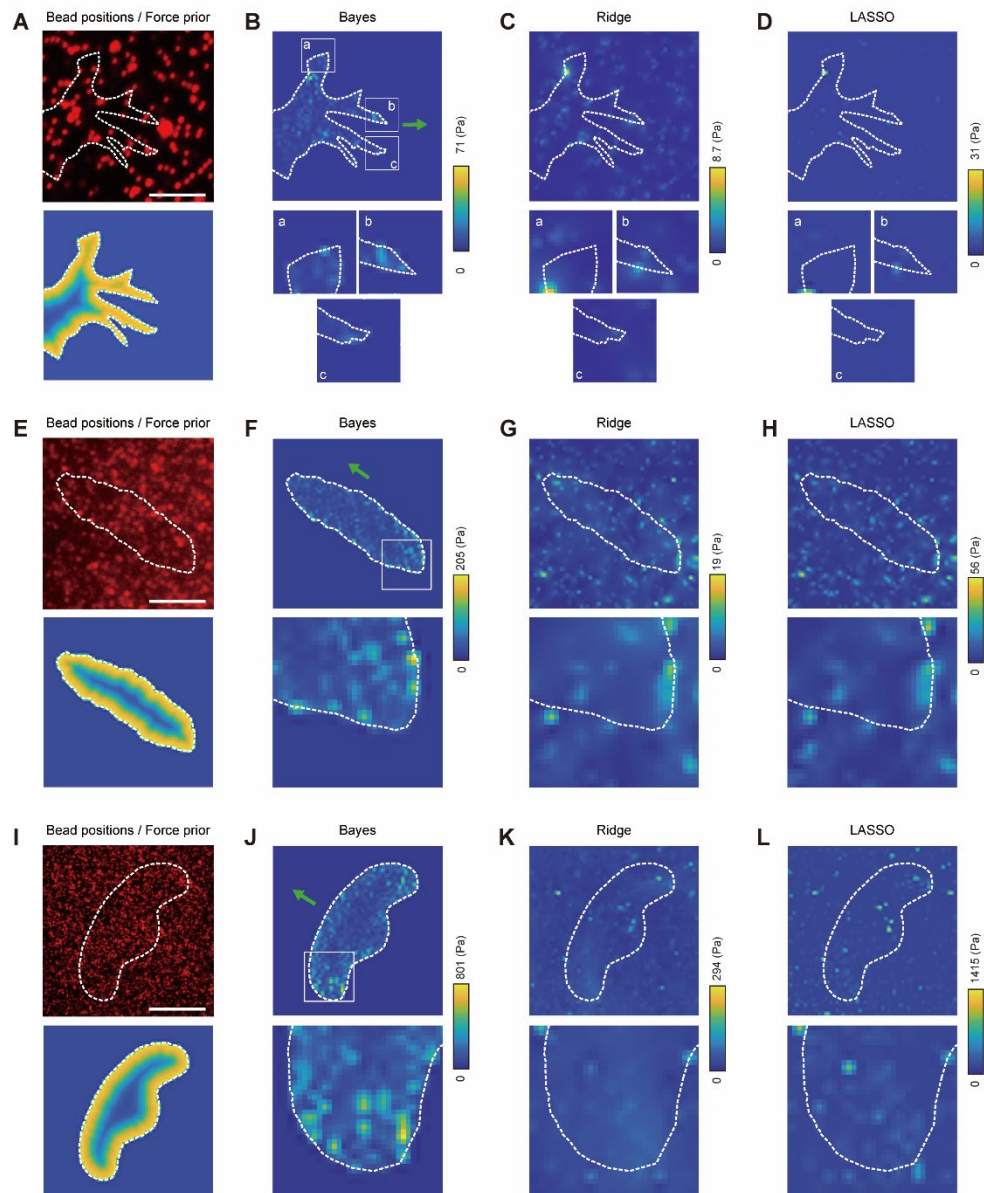 A Bead positions / Force prior
B Bayes
C Ridge
D LASSO
a
b
c
71 (Pa)
0
8.7 (Pa)
0
31 (Pa)
0
a
b
c
a
b
c
a
b
c
E Bead positions / Force prior
F Bayes
G Ridge
H LASSO
205 (Pa)
0
19 (Pa)
0
56 (Pa)
0
I Bead positions / Force prior
J Bayes
K Ridge
L LASSO
801 (Pa)
0
294 (Pa)
0
1415 (Pa)
0